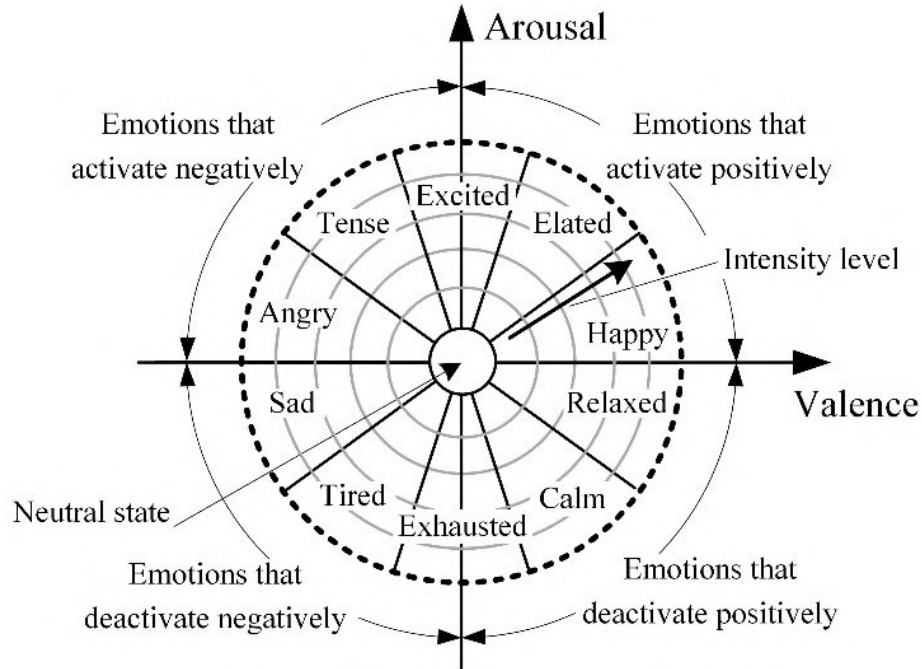 Arousal
Emotions that
activate negatively
Emotions that
activate positively
Excited
Tense
Elated
Intensity level
Angry
Happy
Valence
Sad
Relaxed
Neutral state
Tired
Calm
Exhausted
Emotions that
deactivate negatively
Emotions that
deactivate positively